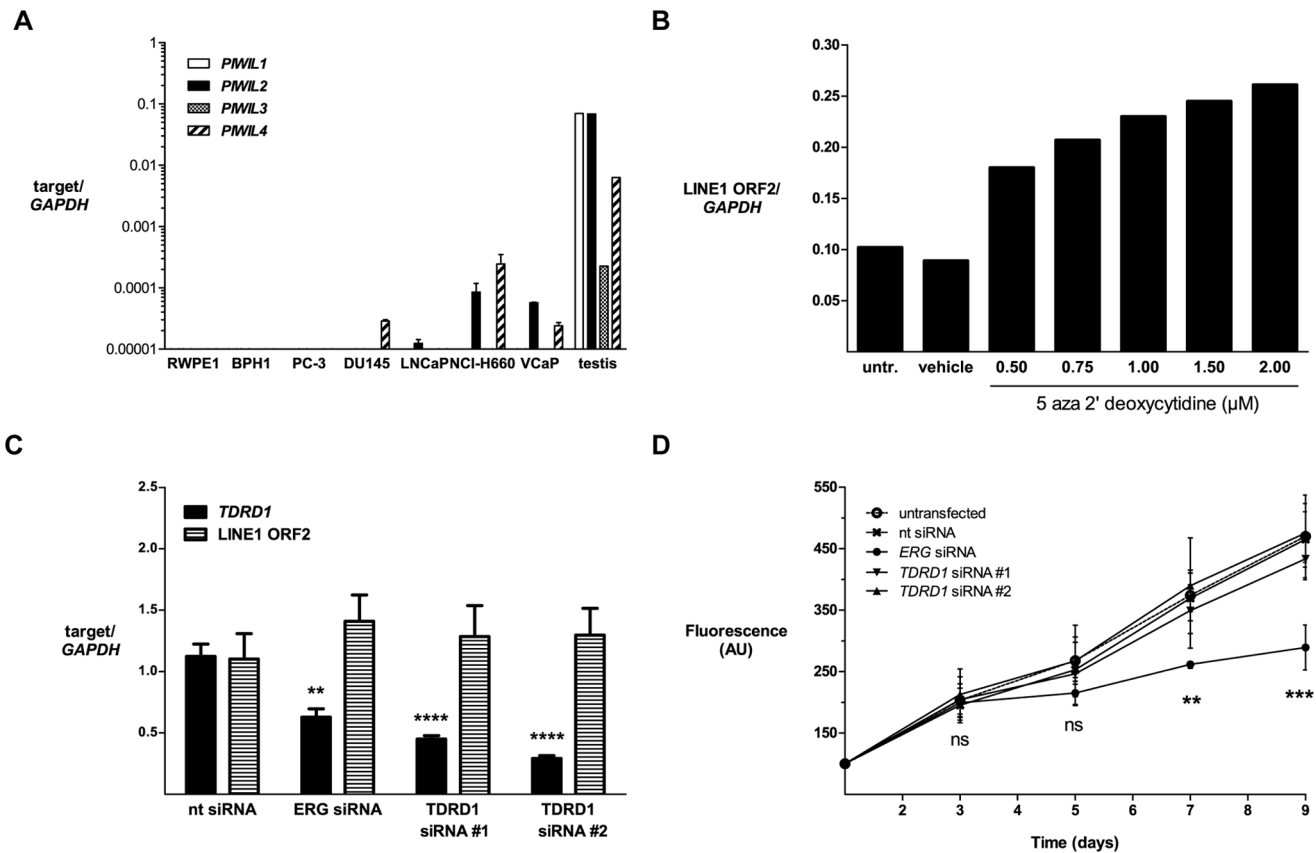 A
1
0.1
0.01
0.001
0.0001
0.00001
target/
GAPDH
PIWIL1
PIWIL2
PIWIL3
PIWIL4
RWPE1 BPH1 PC-3 DU145 LNCaP NCI-H660 VCaP testis
B
0.30
0.25
0.20
0.15
0.10
0.05
LINE1 ORF2/
GAPDH
untr. vehicle 0.50 0.75 1.00 1.50 2.00
5 aza 2' deoxycytidine (µM)
C
2.5
2.0
1.5
1.0
0.5
target/
GAPDH
TDRD1
LINE1 ORF2
** **** ****
nt siRNA ERG siRNA TDRD1 TDRD1
siRNA #1 siRNA #2
D
550
450
350
250
150
Fluorescence
(AU)
untransfected
nt siRNA
ERG siRNA
TDRD1 siRNA #1
TDRD1 siRNA #2
ns ns ** ***
2 3 4 5 6 7 8 9
Time (days)